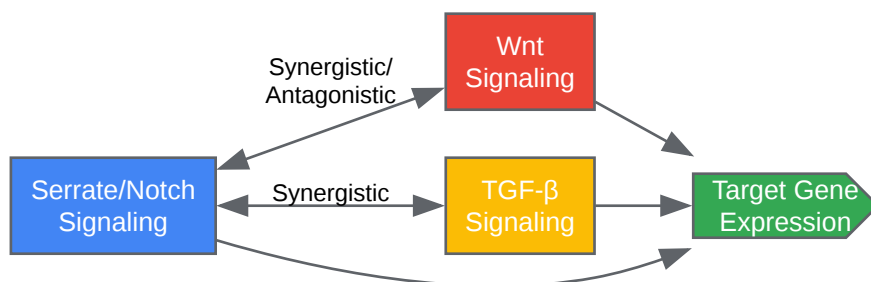 Wnt
Signaling
Synergistic/
Antagonistic
Serrate/Notch
Signaling
Synergistic
TGF-β
Signaling
Target Gene
Expression